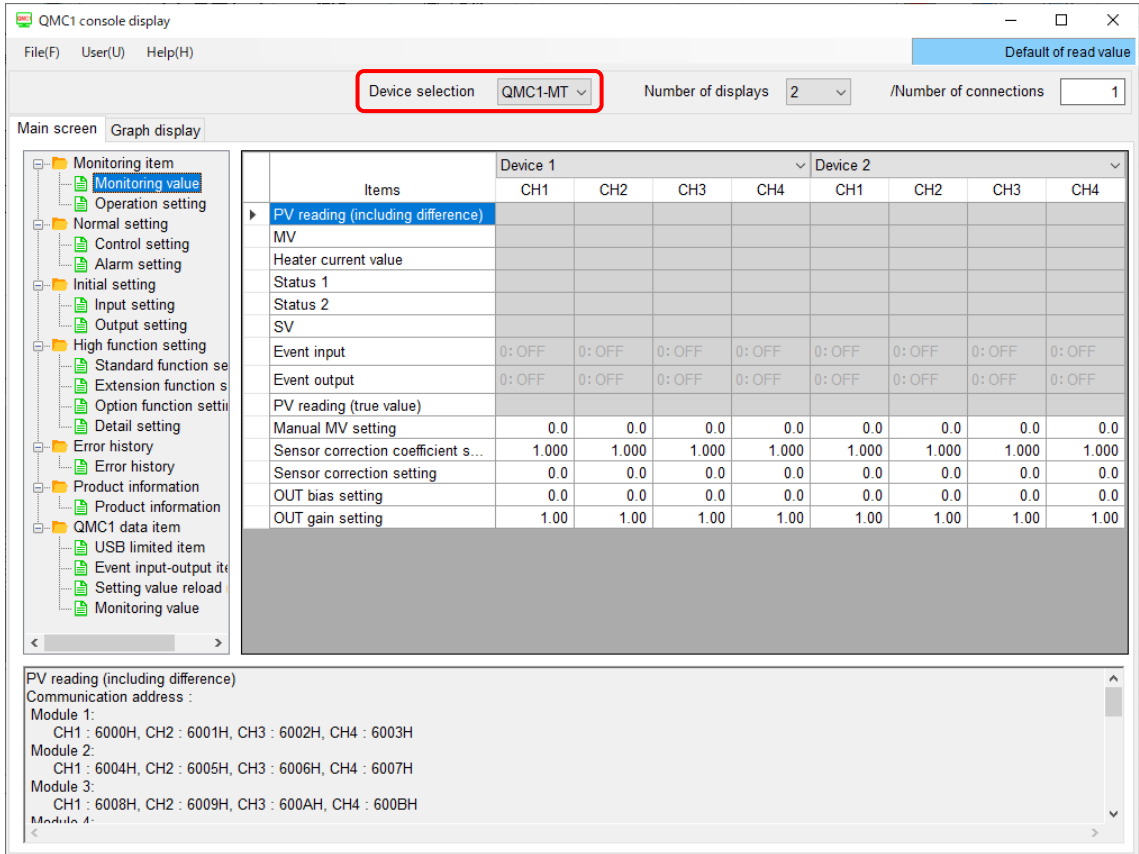 QMC1 console display
File(F) User(U) Help(H)
Default of read value
Device selection QMC1-MT Number of displays 2 /Number of connections 1
Main screen Graph display
Monitoring item
Monitoring value
Operation setting
Normal setting
Control setting
Alarm setting
Initial setting
Input setting
Output setting
High function setting
Standard function se
Extension function s
Option function settin
Detail setting
Error history
Error history
Product information
Product information
QMC1 data item
USB limited item
Event input-output ite
Setting value reload
Monitoring value
Device 1 Device 2
Items CH1 CH2 CH3 CH4 CH1 CH2 CH3 CH4
PV reading (including difference)
MV
Heater current value
Status 1
Status 2
SV
Event input 0: OFF 0: OFF 0: OFF 0: OFF 0: OFF 0: OFF 0: OFF 0: OFF
Event output 0: OFF 0: OFF 0: OFF 0: OFF 0: OFF 0: OFF 0: OFF 0: OFF
PV reading (true value)
Manual MV setting 0.0 0.0 0.0 0.0 0.0 0.0 0.0 0.0
Sensor correction coefficient s... 1.000 1.000 1.000 1.000 1.000 1.000 1.000 1.000
Sensor correction setting 0.0 0.0 0.0 0.0 0.0 0.0 0.0 0.0
OUT bias setting 0.0 0.0 0.0 0.0 0.0 0.0 0.0 0.0
OUT gain setting 1.00 1.00 1.00 1.00 1.00 1.00 1.00 1.00
PV reading (including difference)
Communication address :
Module 1:
CH1 : 6000H, CH2 : 6001H, CH3 : 6002H, CH4 : 6003H
Module 2:
CH1 : 6004H, CH2 : 6005H, CH3 : 6006H, CH4 : 6007H
Module 3:
CH1 : 6008H, CH2 : 6009H, CH3 : 600AH, CH4 : 600BH
Module 4: